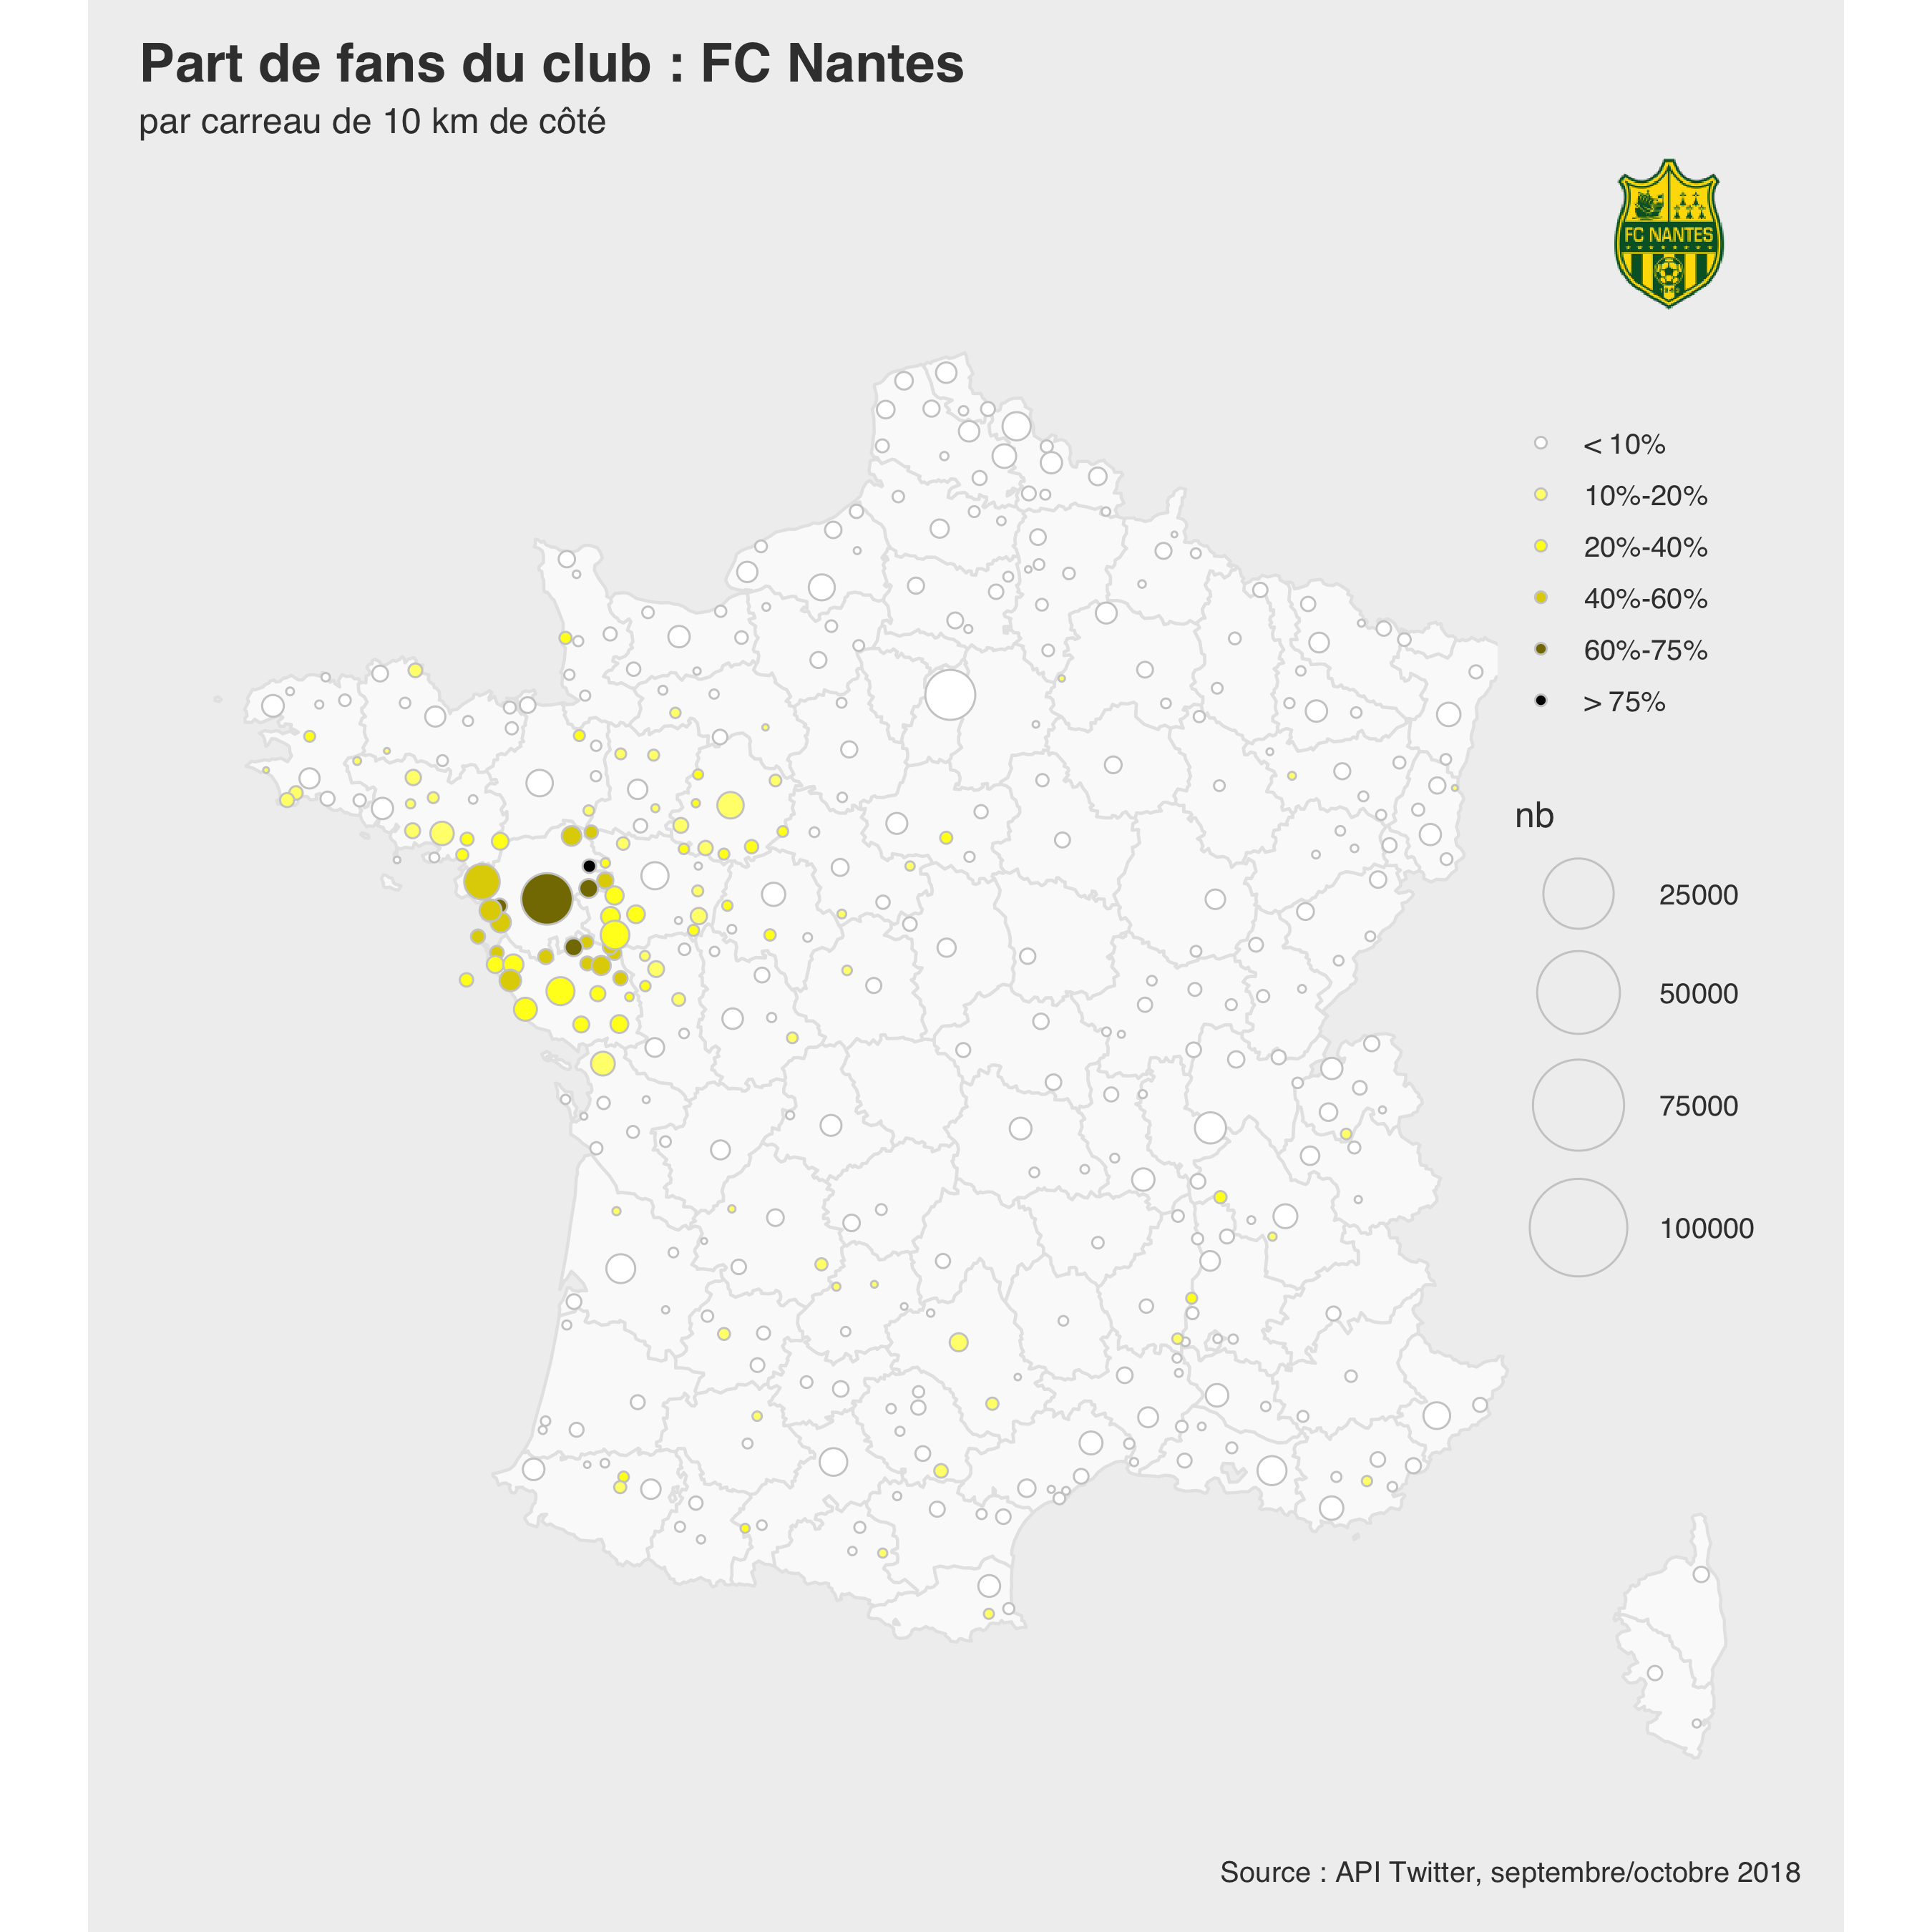 Part de fans du club : FC Nantes
par carreau de 10 km de côté
FC NANTES
< 10%
10%-20%
20%-40%
40%-60%
60%-75%
> 75%
nb
25000
50000
75000
100000
Source : API Twitter, septembre/octobre 2018